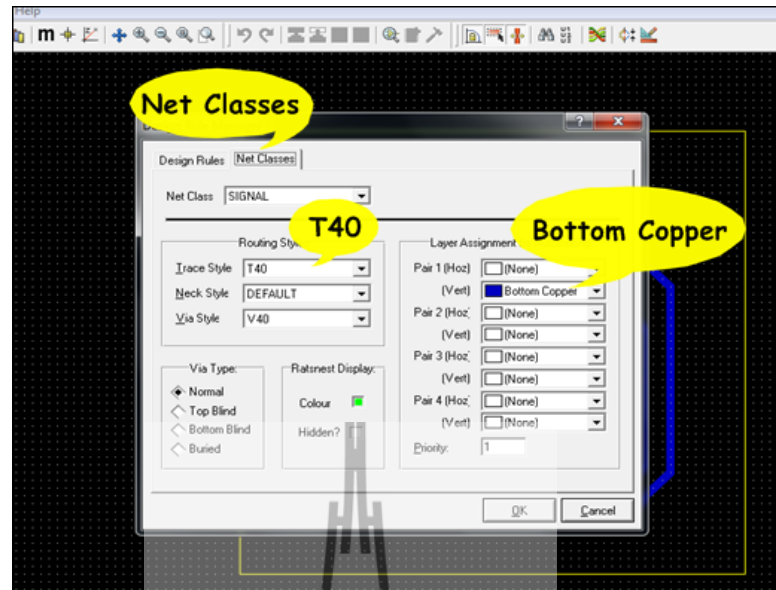 Help
m
Net Classes
Design Rules
Net Classes
Net Class
SIGNAL
T40
Bottom Copper
Routing
Layer
Trace Style
T40
Neck Style
DEFAULT
Via Style
V40
Pair 1 (Hoz)
(None)
(Vert)
Bottom Copper
Pair 2 (Hoz)
(None)
(Vert)
(None)
Pair 3 (Hoz)
(None)
(Vert)
(None)
Pair 4 (Hoz)
(None)
(Vert)
(None)
Priority:
1
Via Type:
Normal
Top Blind
Bottom Blind
Buried
Ratsnest Display:
Colour
Hidden?
OK
Cancel